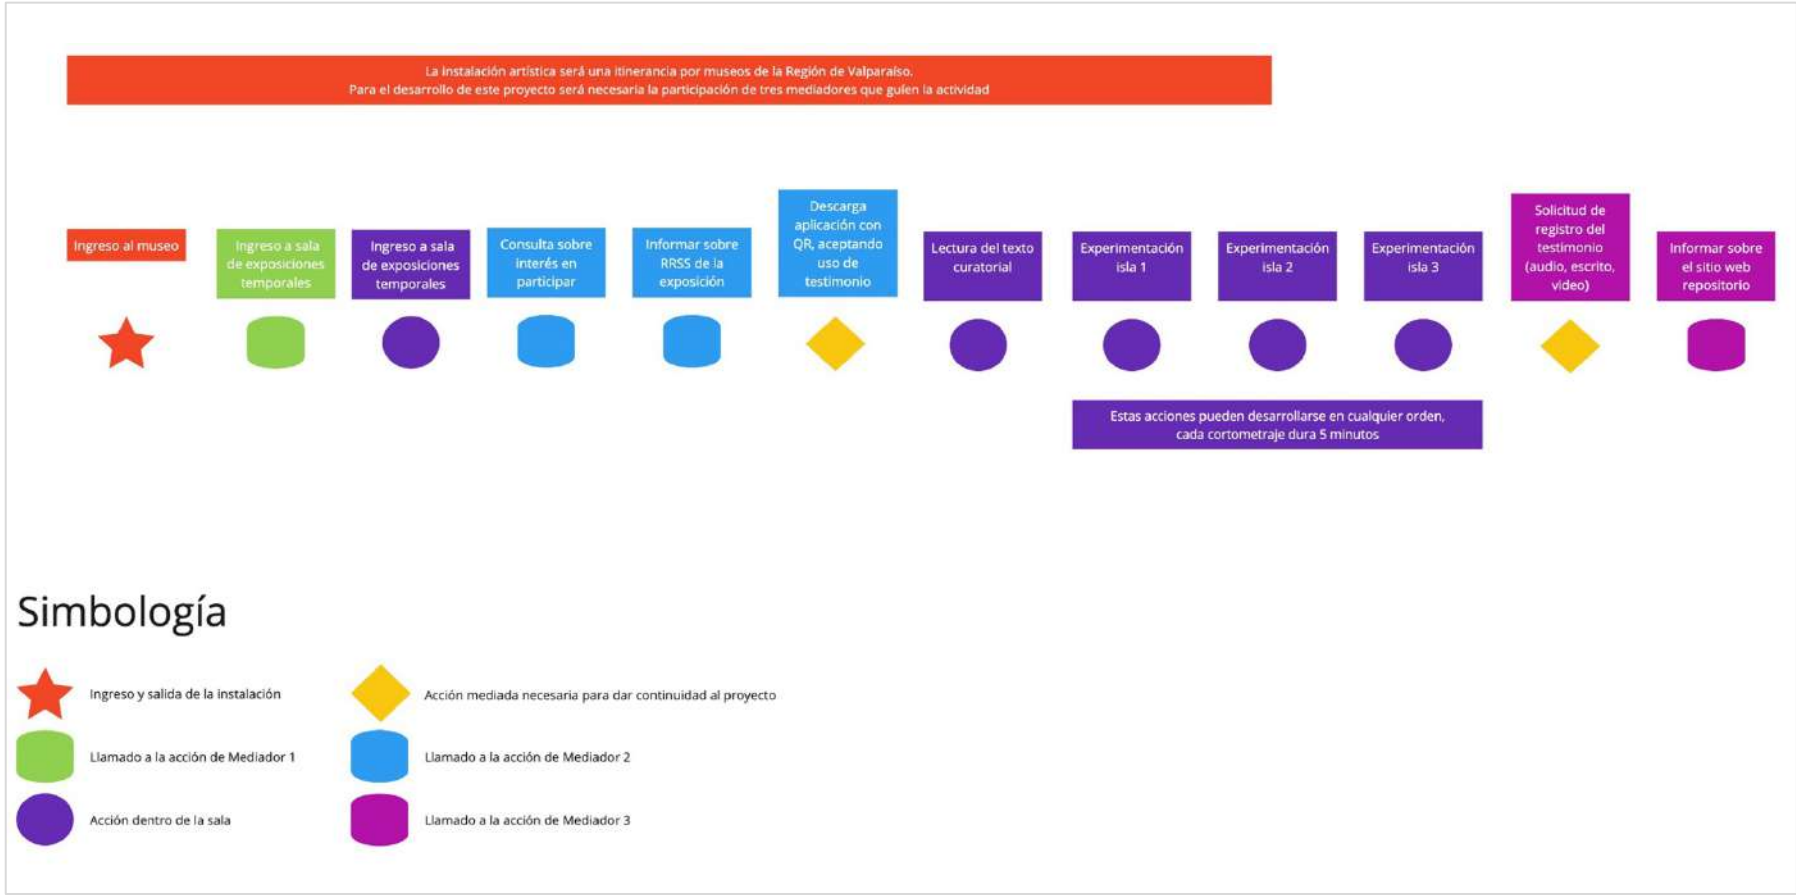 La instalación artística será una itinerancia por museos de la Región de Valparaíso.
Para el desarrollo de este proyecto será necesaria la participación de tres mediadores que guíen la actividad
Ingreso al museo
Ingreso a sala
de exposiciones
temporales
Ingreso a sala
de exposiciones
temporales
Consulta sobre
interés en
participar
Informar sobre
RRSS de la
exposición
Descarga
aplicación con
QR, aceptando
uso de
testimonio
Lectura del texto
curatorial
Experimentación
isla 1
Experimentación
isla 2
Experimentación
isla 3
Solicitud de
registro del
testimonio
(audio, escrito,
video)
Informar sobre
el sitio web
repositorio
Estas acciones pueden desarrollarse en cualquier orden,
cada cortometraje dura 5 minutos
Simbología
Ingreso y salida de la instalación
Acción mediada necesaria para dar continuidad al proyecto
Llamado a la acción de Mediador 1
Llamado a la acción de Mediador 2
Acción dentro de la sala
Llamado a la acción de Mediador 3